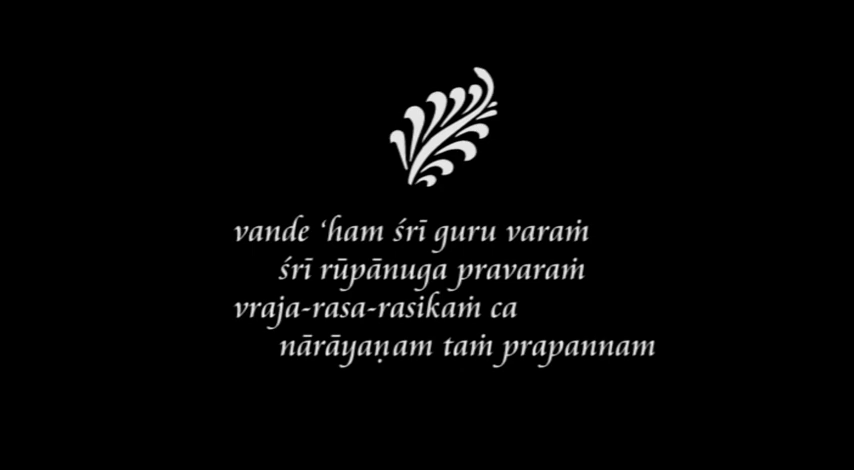 vande ‘ham śrī guru varaṁ
śrī rūpānuga pravaraṁ
vraja-rasa-rasikaṁ ca
nārāyaṇam taṁ prapannam